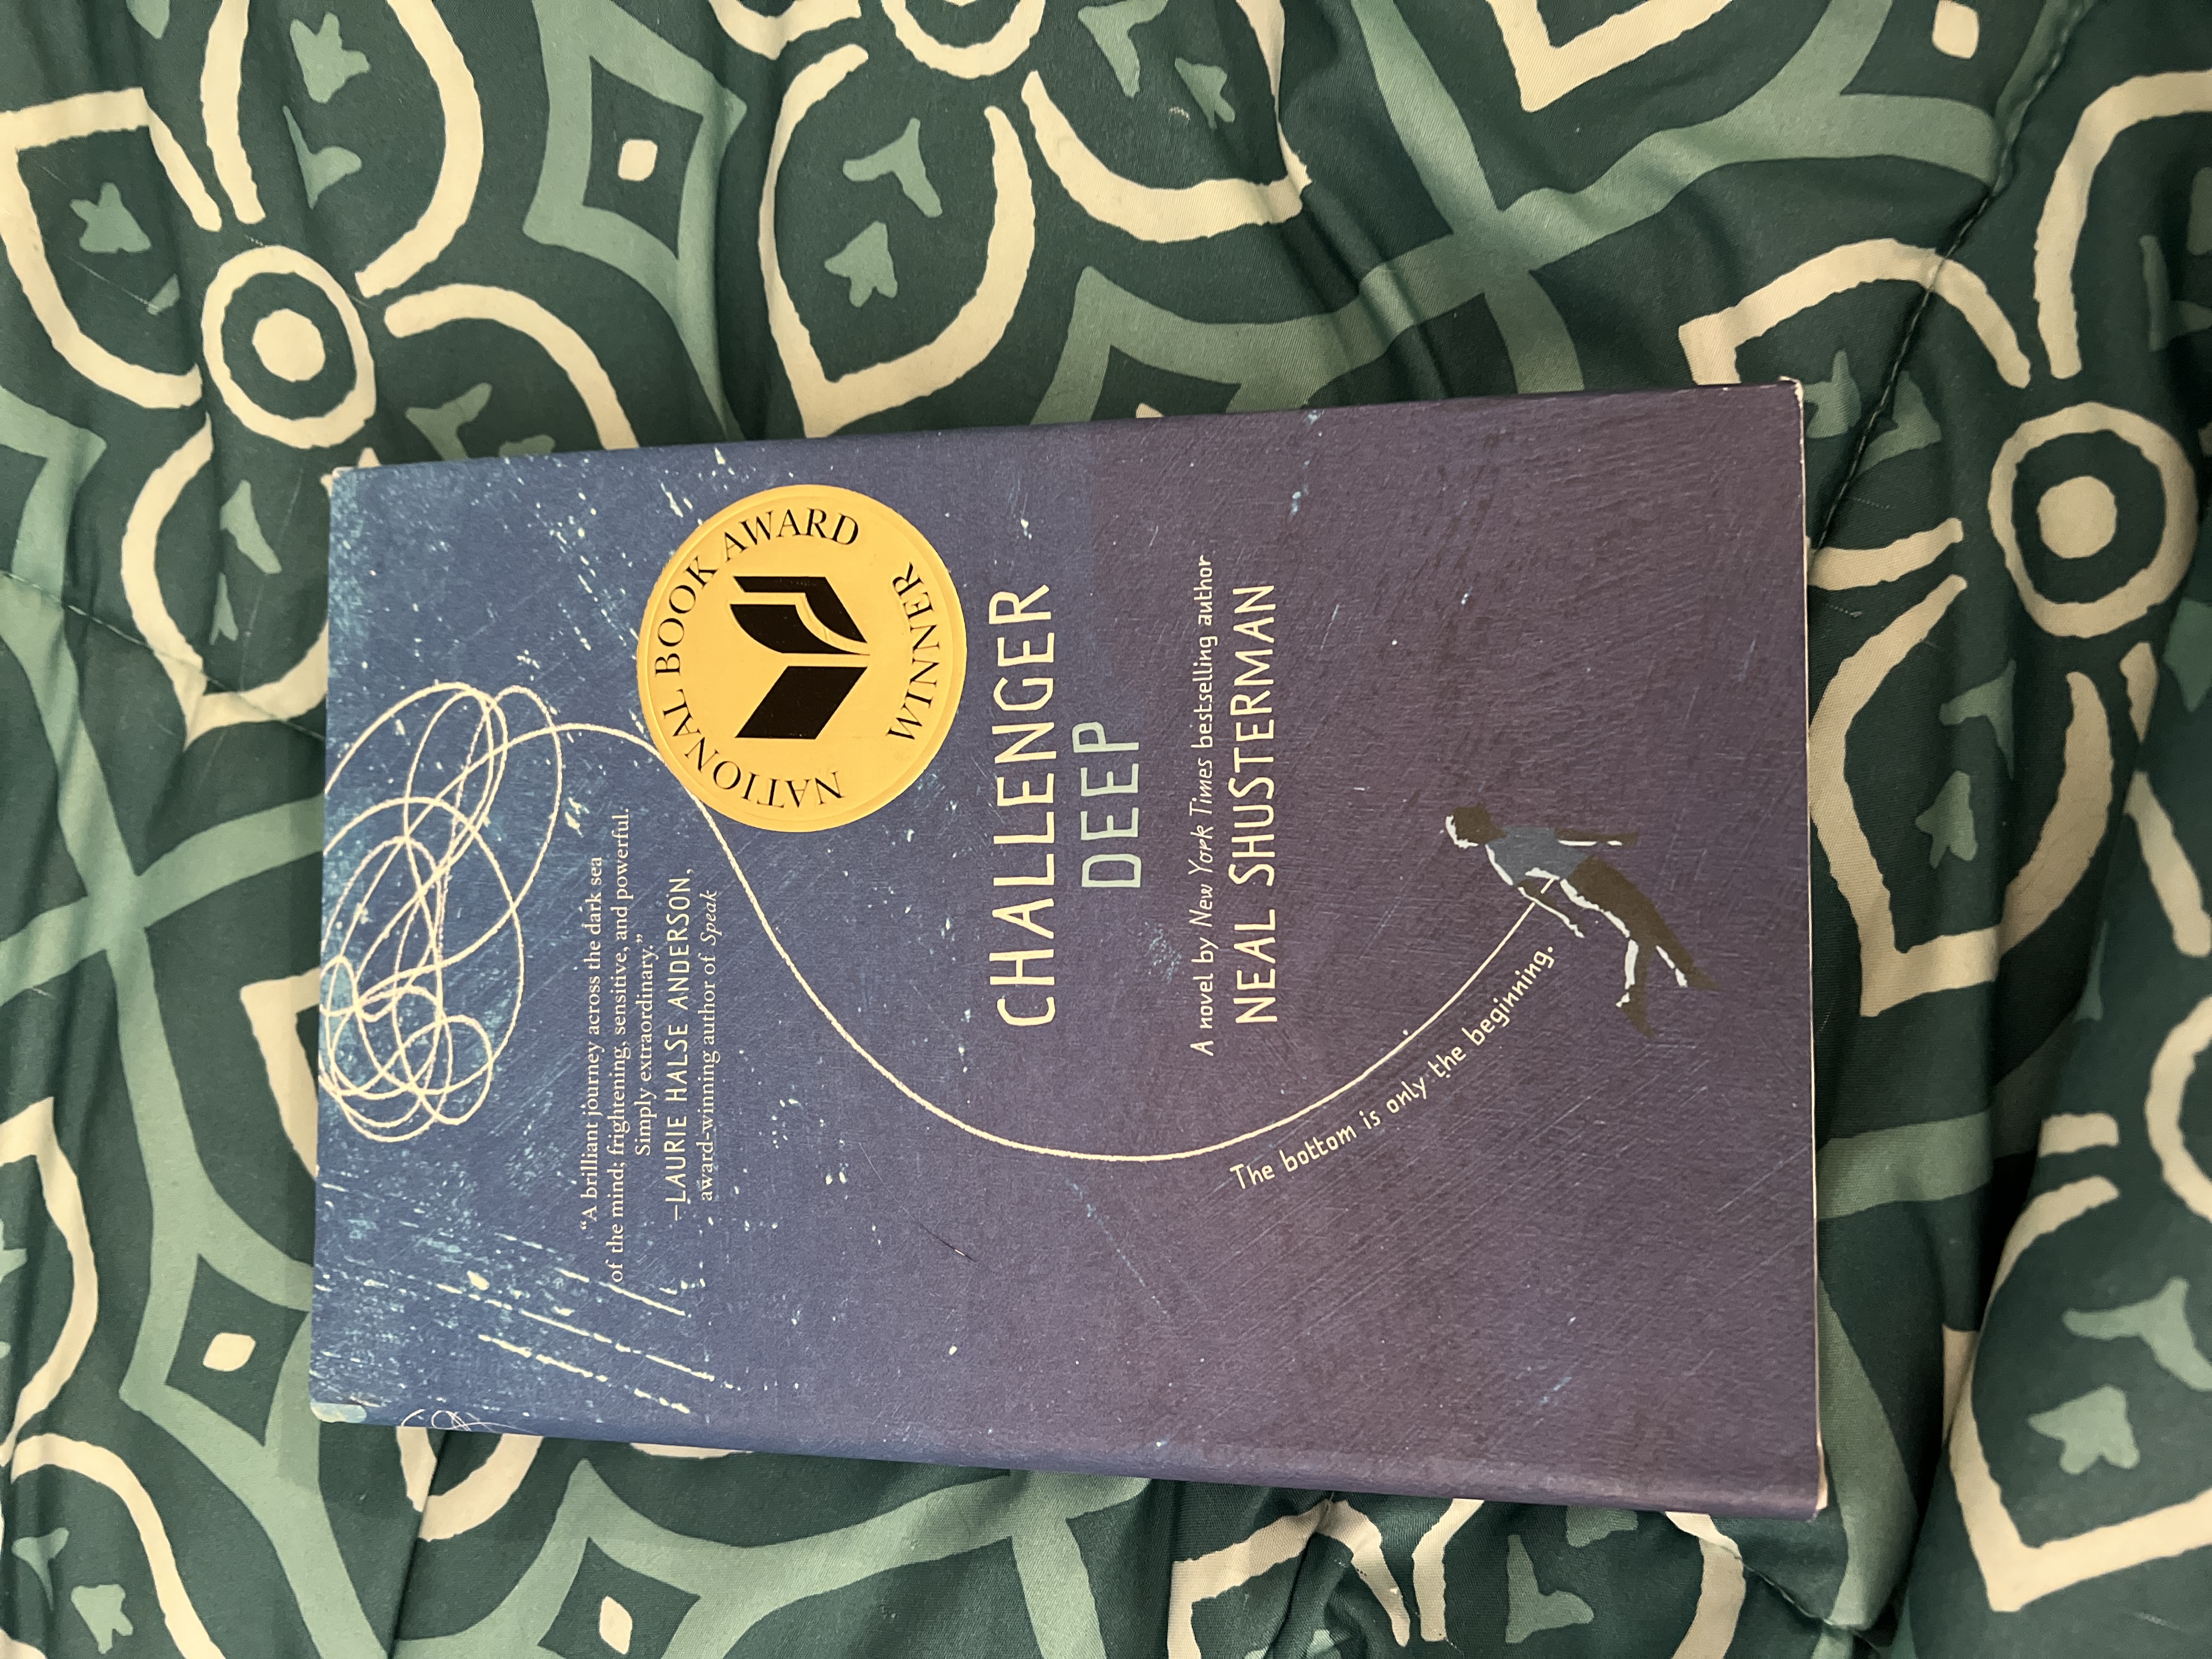 “A brilliant journey across the dark sea
of the mind; frightening, sensitive, and powerful.
Simply extraordinary.”
—LAURIE HALSE ANDERSON,
award-winning author of Speak
NATIONAL BOOK AWARD
WINNER
CHALLENGER
DEEP
A novel by New York Times bestselling author
NEAL SHUSTERMAN
The bottom is only the beginning.